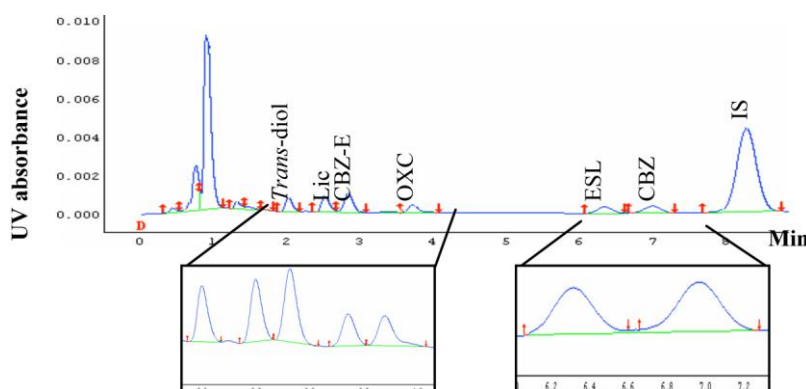 UV absorbance
0.010
0.008
0.006
0.004
0.002
0.000
Trans-diol
Lic
CBZ-E
OXC
ESL
CBZ
IS
D
0 1 2 3 4 5 6 7 8 Min
6.2 6.4 6.6 6.8 7.0 7.2